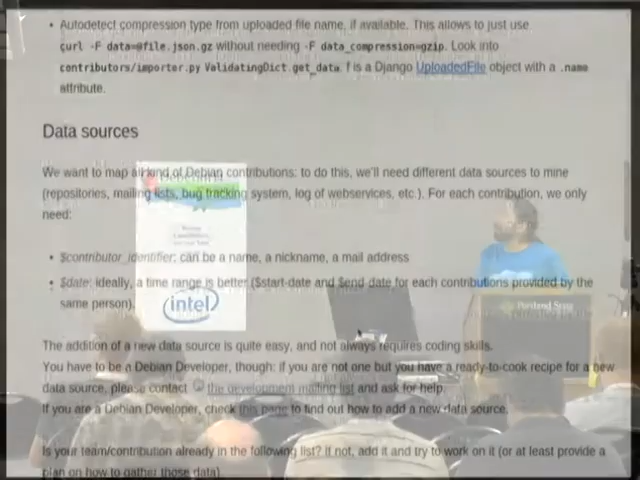 • Autodetect compression type from uploaded file name, if available. This allows to just use
curl -F data=@file.json.gz without needing -F data_compression=gzip. Look into
contributors/importer.py ValidatingDict.get_data. f is a Django UploadedFile object with a .name
attribute.
Data sources
We want to map all kind of Debian contributions: to do this, we'll need different data sources to mine
(repositories, mailing lists, bug tracking system, log of webservices, etc.). For each contribution, we only
need:
• $contributor_identifier: can be a name, a nickname, a mail address
• $date: ideally, a time range is better ($start-date and $end-date for each contributions provided by the
same person).
intel
Portland State
The addition of a new data source is quite easy, and not always requires coding skills.
You have to be a Debian Developer, though: if you are not one but you have a ready-to-cook recipe for a new
data source, please contact the development mailing list and ask for help.
If you are a Debian Developer, check this page to find out how to add a new data source.
Is your team/contribution already in the following list? If not, add it and try to work on it (or at least provide a
plan on how to gather those data)